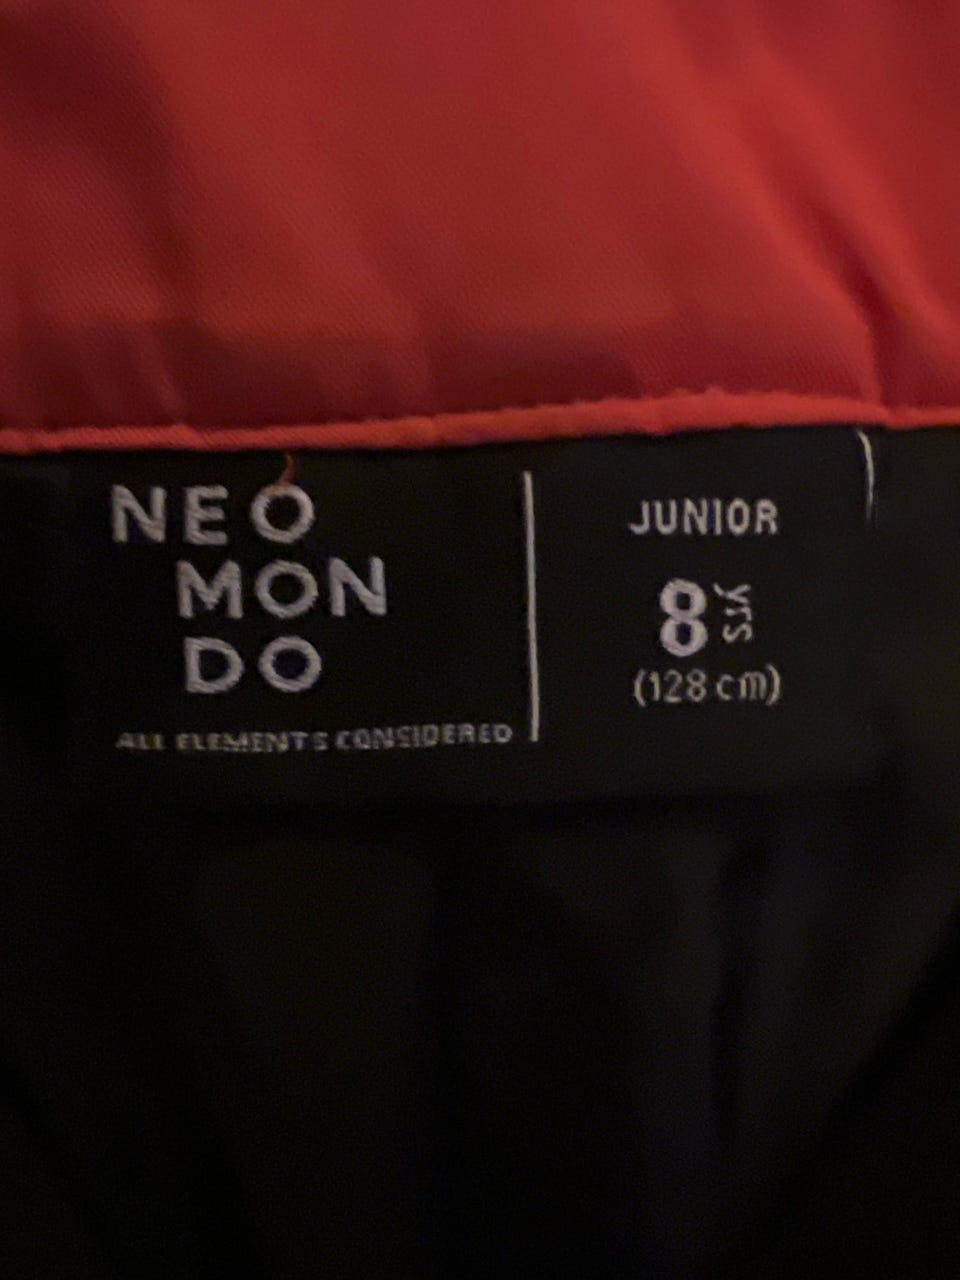 NEO
MON
DO
ALL ELEMENTS CONSIDERED
JUNIOR
8 yrs
(128 cm)